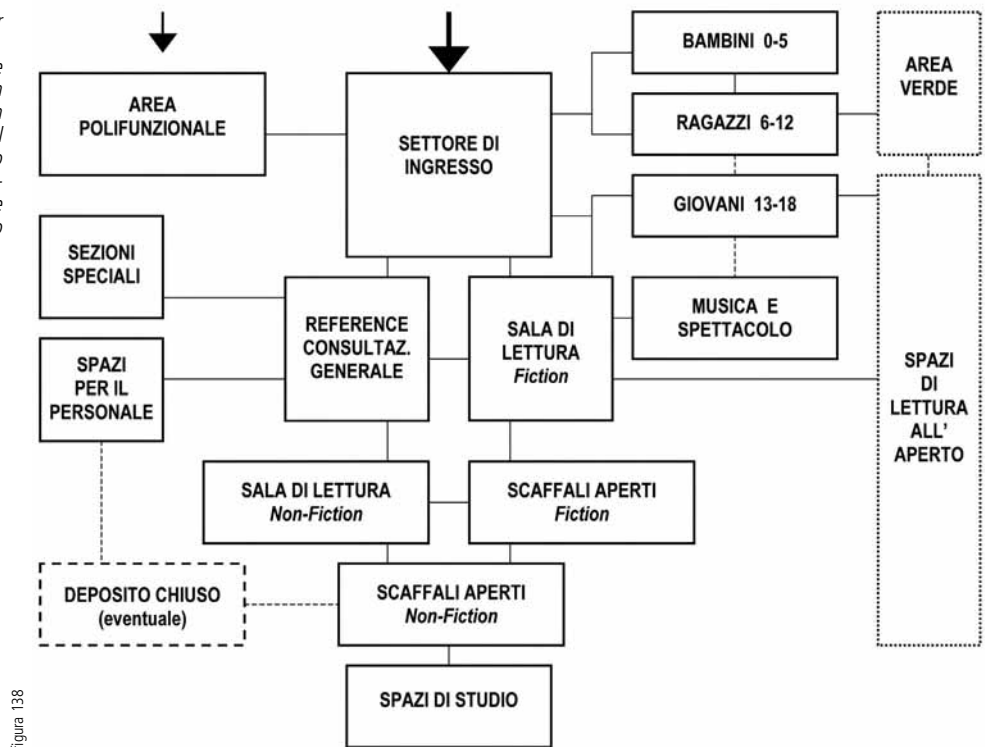 BAMBINI 0-5
AREA
VERDE
AREA
POLIFUNZIONALE
SETTORE DI
INGRESSO
RAGAZZI 6-12
GIOVANI 13-18
SEZIONI
SPECIALI
REFERENCE
CONSULTAZ.
GENERALE
SALA DI
LETTURA
Fiction
MUSICA E
SPETTACOLO
SPAZI
PER IL
PERSONALE
SPAZI
DI
LETTURA
ALL'
APERTO
SALA DI LETTURA
Non-Fiction
SCAFFALI APERTI
Fiction
DEPOSITO CHIUSO
(eventuale)
SCAFFALI APERTI
Non-Fiction
SPAZI DI STUDIO
figura 138